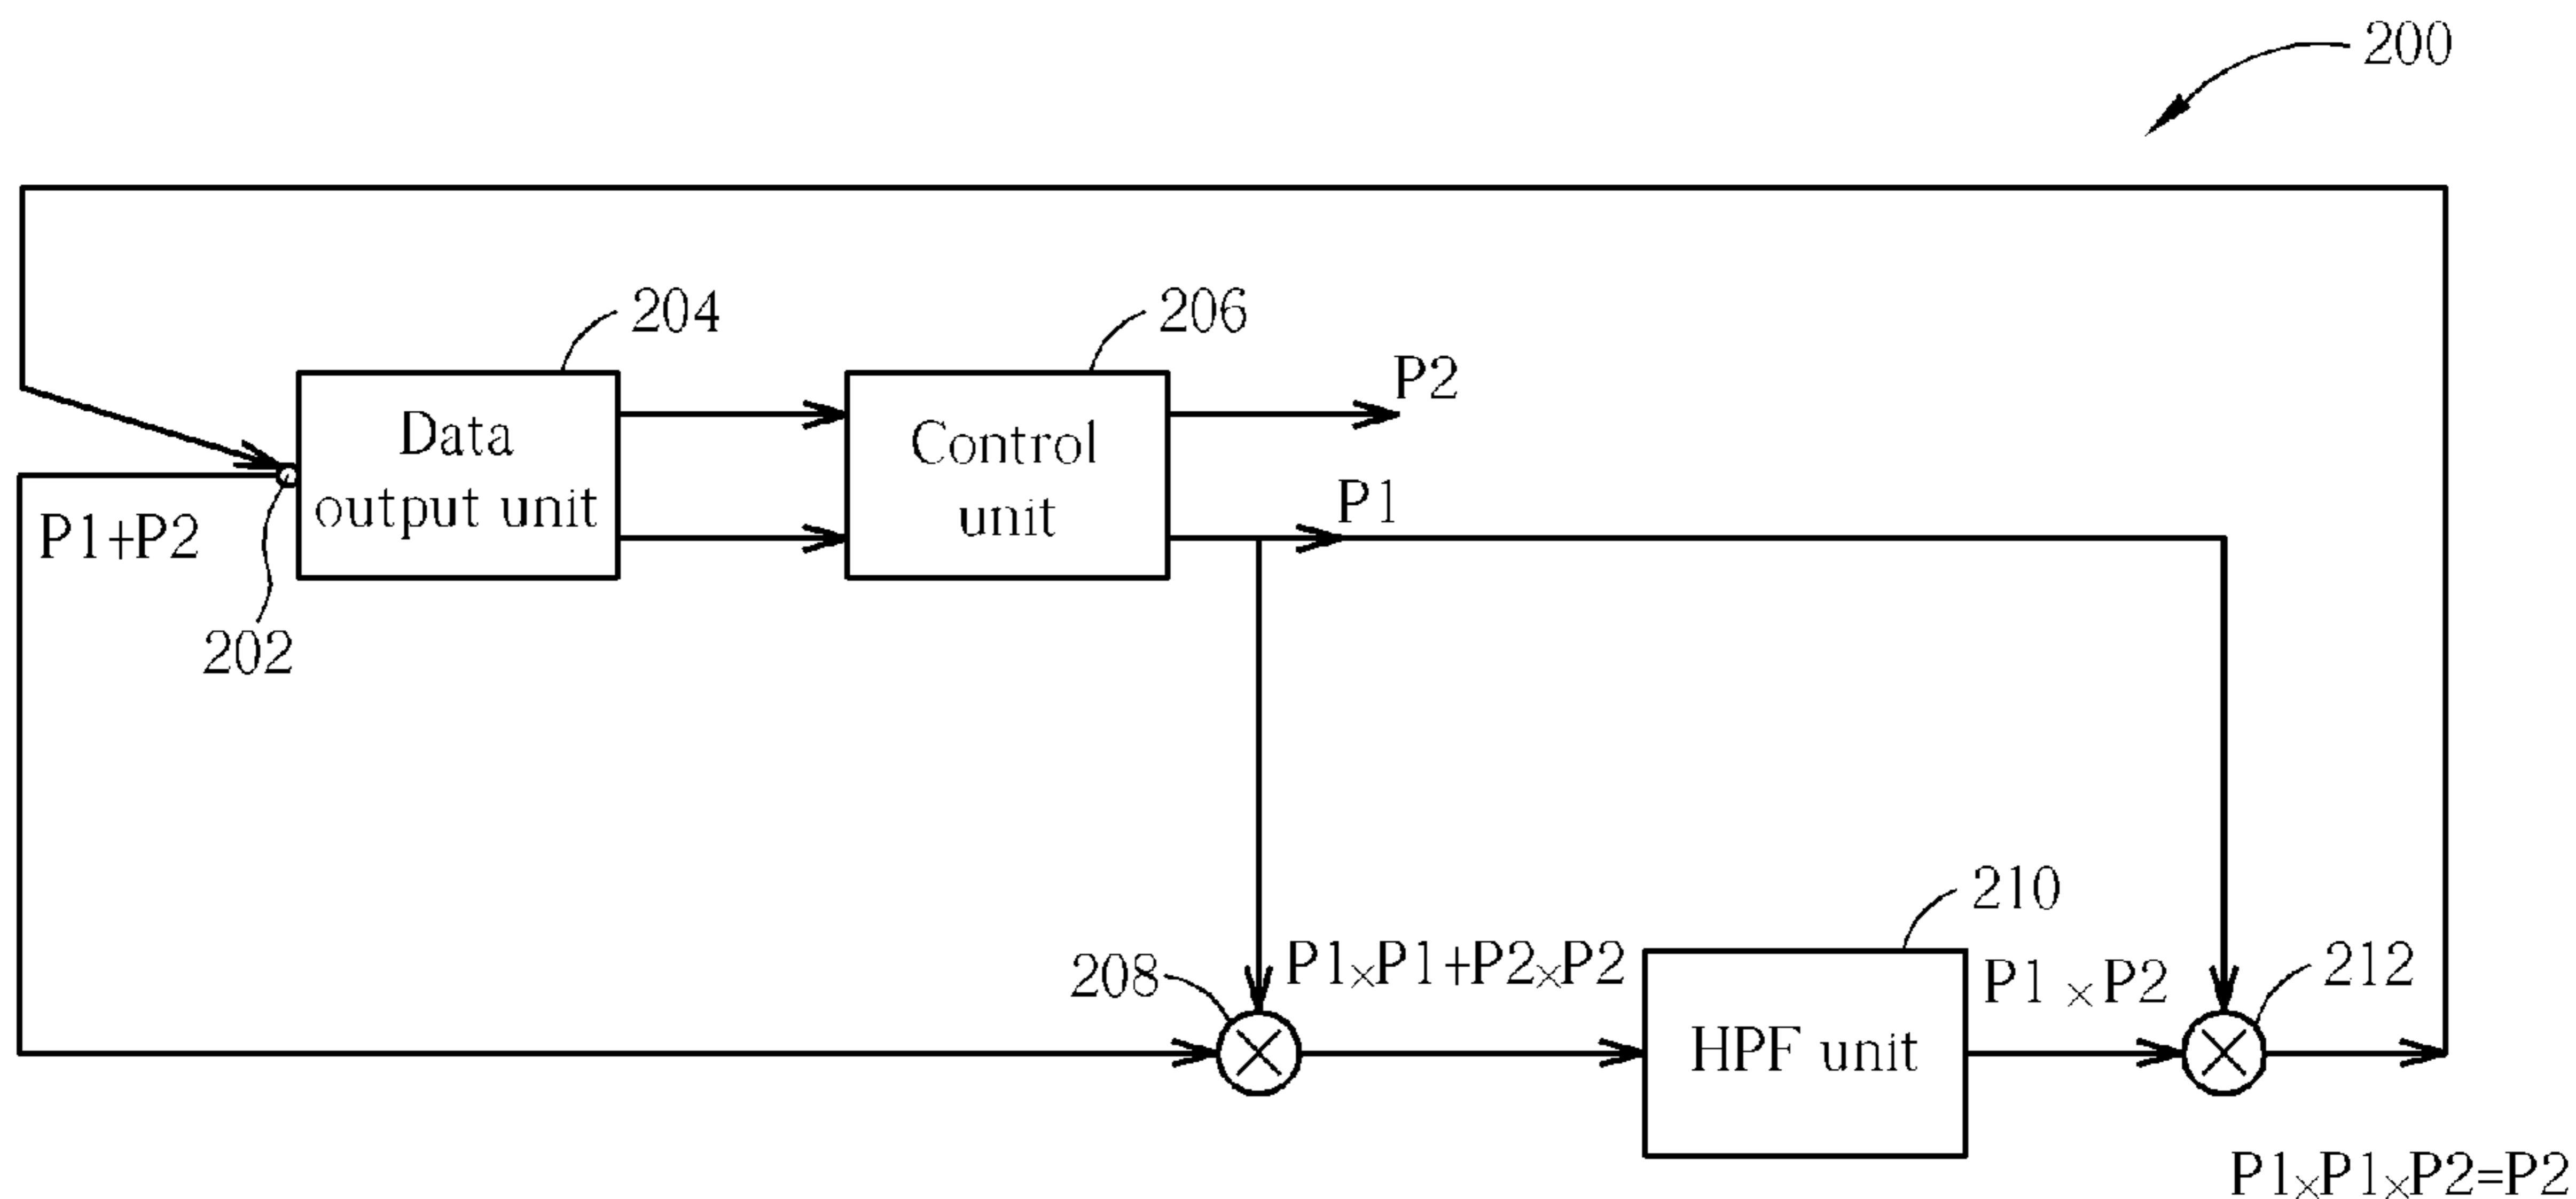 200
204
206
P2
Data
output unit
Control
unit
P1
P1+P2
202
210
208
P1×P1+P2×P2
P1 ×P2
212
HPF unit
P1×P1×P2=P2